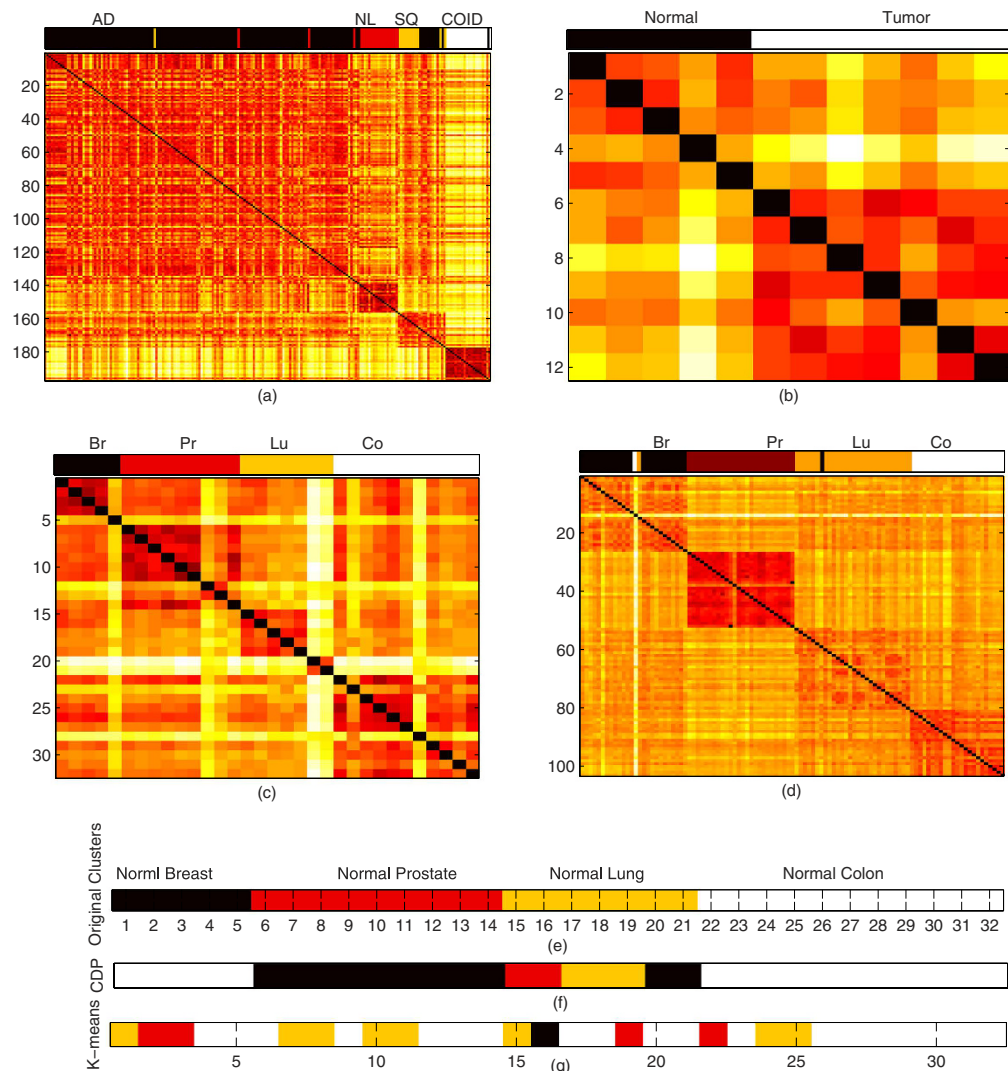 AD NL SQ COID
20
40
60
80
100
120
140
160
180
(a)
Normal Tumor
2
4
6
8
10
12
(b)
Br Pr Lu Co
5
10
15
20
25
30
(c)
Br Pr Lu Co
20
40
60
80
100
(d)
Original Clusters
Norml Breast Normal Prostate Normal Lung Normal Colon
1 2 3 4 5 6 7 8 9 10 11 12 13 14 15 16 17 18 19 20 21 22 23 24 25 26 27 28 29 30 31 32
(e)
CDP
(f)
K-means
5 10 15 20 25 30
(g)